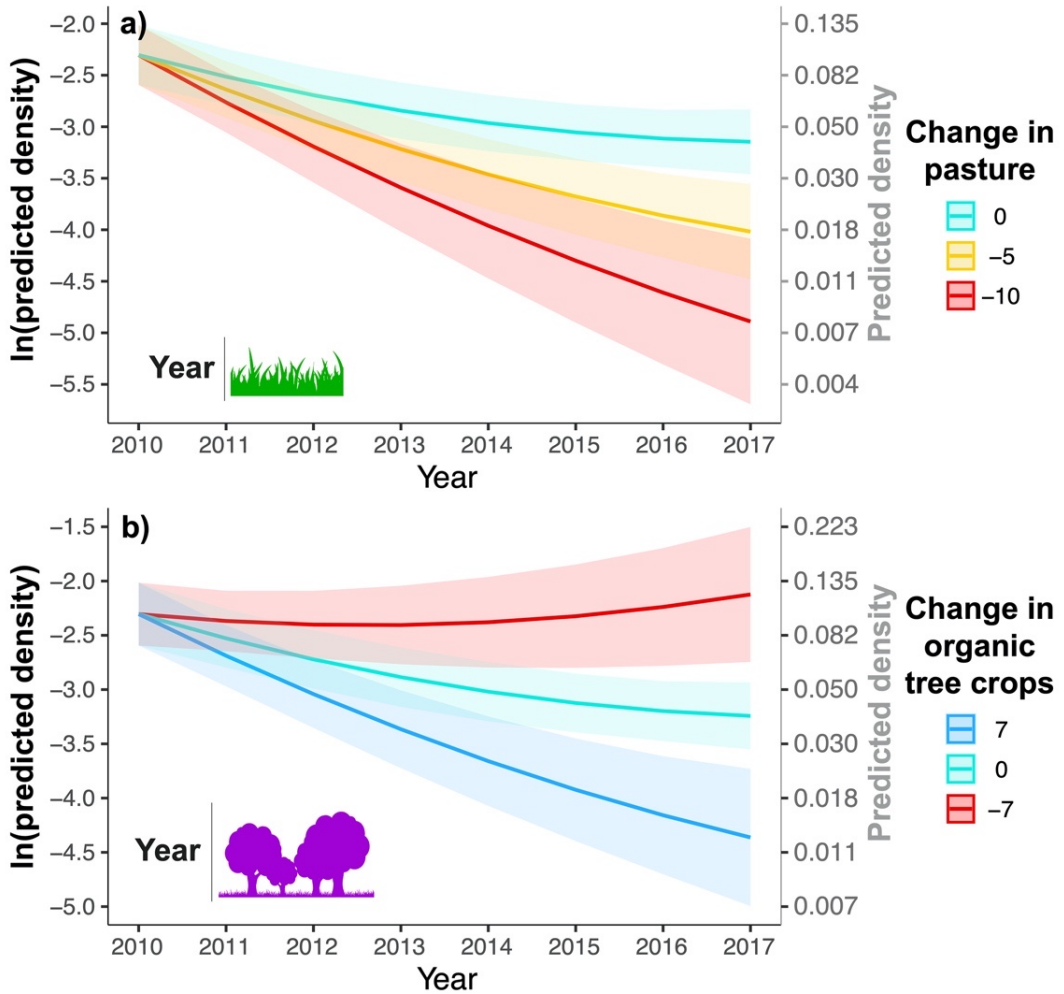 a)
ln(predicted density)
−2.0
−2.5
−3.0
−3.5
−4.0
−4.5
−5.0
−5.5
0.135
0.082
0.050
0.030
0.018
0.011
0.007
0.004
Predicted density
Year
2010 2011 2012 2013 2014 2015 2016 2017
Year
Change in
pasture
0
−5
−10
b)
ln(predicted density)
−1.5
−2.0
−2.5
−3.0
−3.5
−4.0
−4.5
−5.0
0.223
0.135
0.082
0.050
0.030
0.018
0.011
0.007
Predicted density
Year
2010 2011 2012 2013 2014 2015 2016 2017
Year
Change in
organic
tree crops
7
0
−7